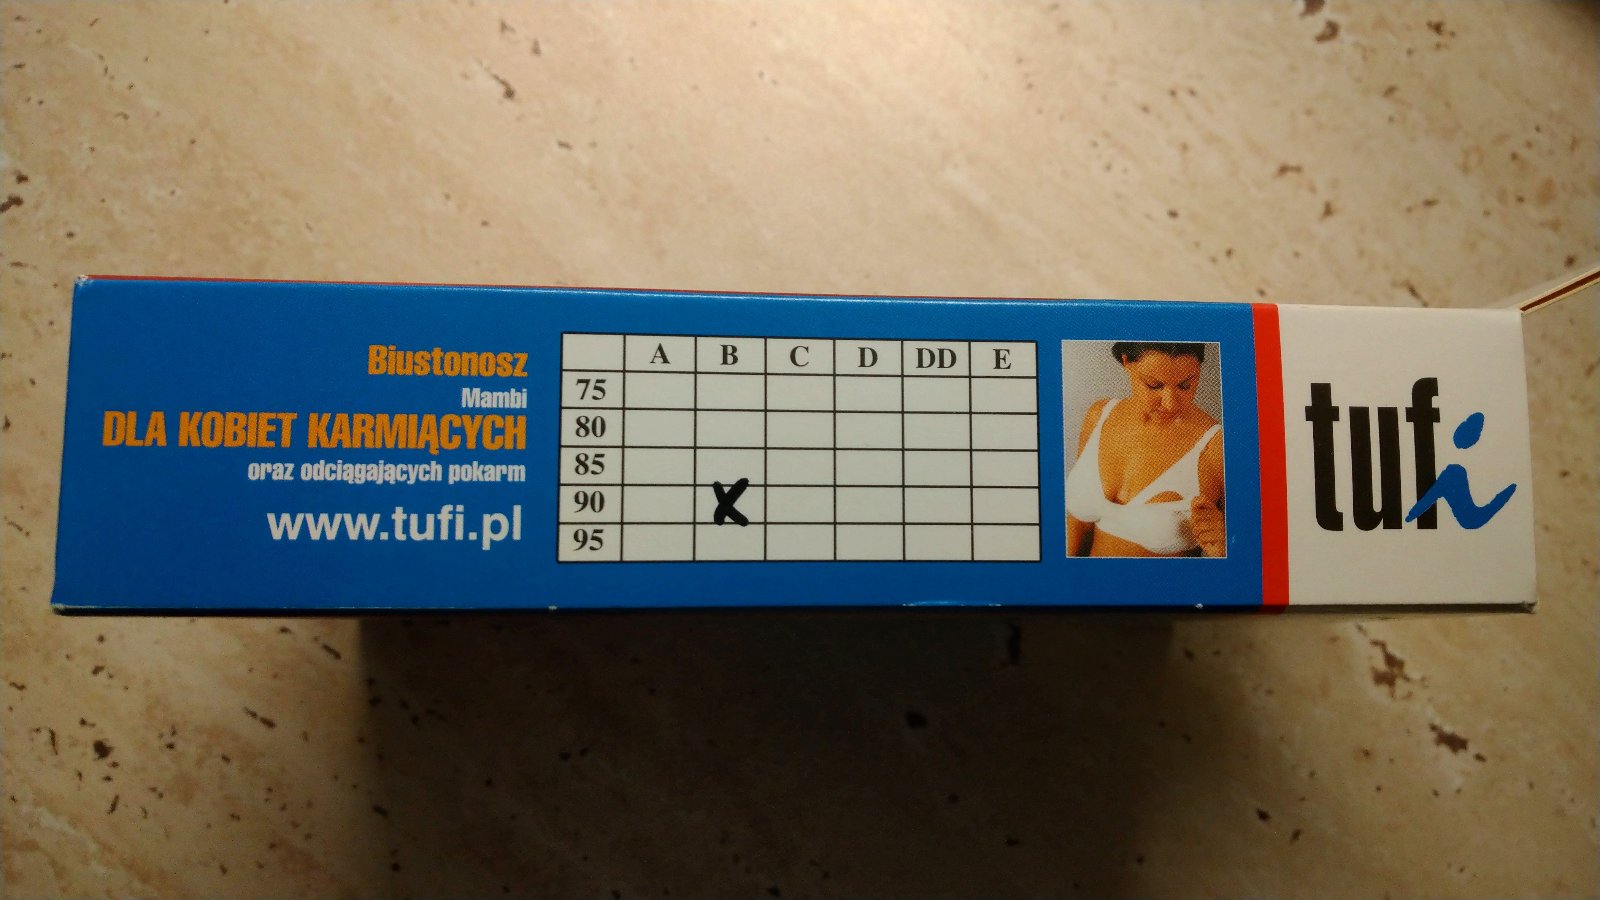 Biustonosz
Mambi
DLA KOBIET KARMIĄCYCH
oraz odciągających pokarm
www.tufi.pl
A B C D DD E
75
80
85
90 X
95
tufi